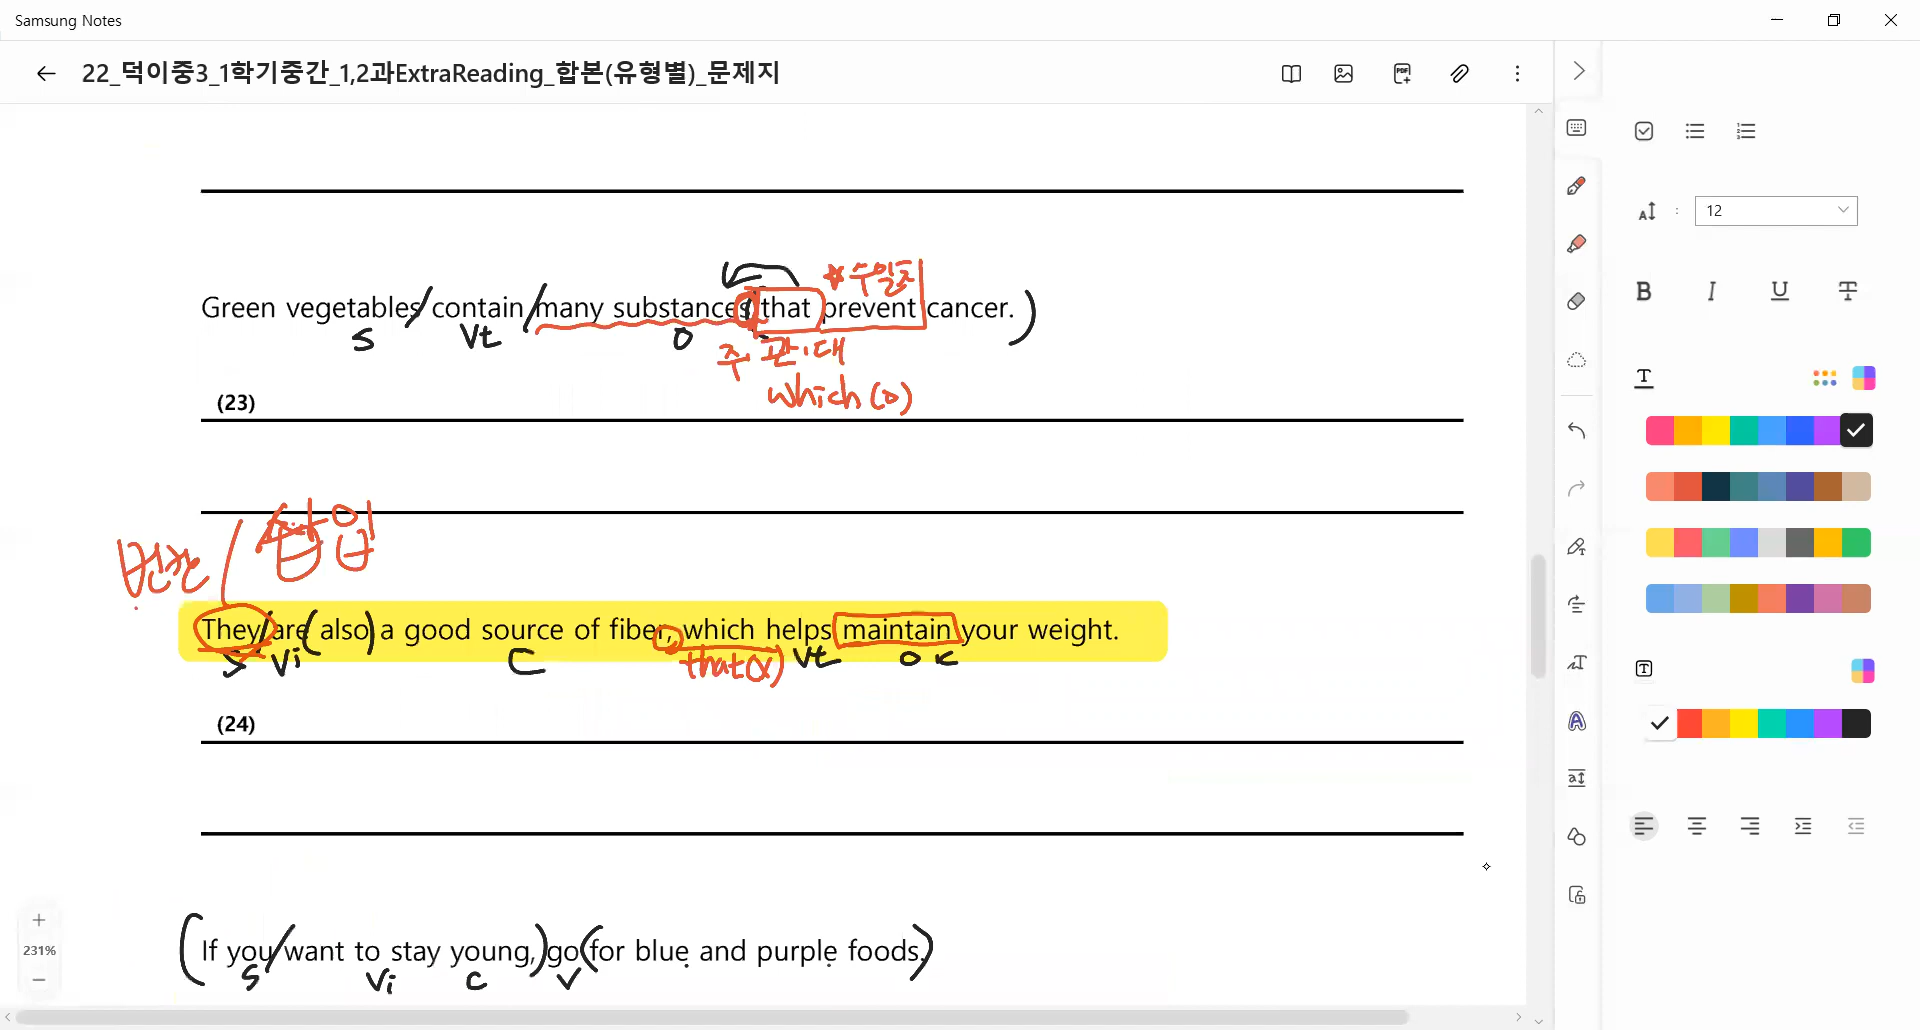 Samsung Notes
22_덕이중3_1학기중간_1,2과ExtraReading_합본(유형별)_문제지
12
B I U T
*수일치
Green vegetables/contain/many substances that prevent cancer.)
S Vt O 주.관.대
which(o)
(23)
They/are(also)a good source of fiber, which helps maintain your weight.
S Vi C that(x) Vt O C
(24)
(If you/want to stay young,)go(for blue and purple foods.)
S Vi C V
231%